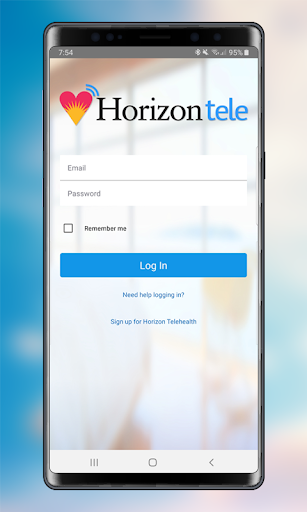 7:54
95%
Horizon tele
Email
Password
Remember me
Log In
Need help logging in?
Sign up for Horizon Telehealth